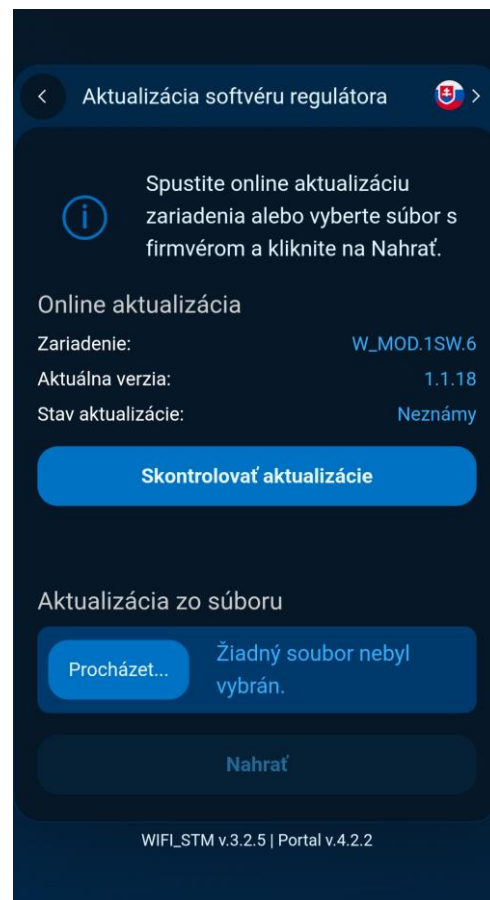 Aktualizácia softvéru regulátora
Spustite online aktualizáciu
zariadenia alebo vyberte súbor s
firmvérom a kliknite na Nahrať.
Online aktualizácia
Zariadenie: W_MOD.1SW.6
Aktuálna verzia: 1.1.18
Stav aktualizácie: Neznámy
Skontrolovať aktualizácie
Aktualizácia zo súboru
Procházet... Žiadný soubor nebyl
vybrán.
Nahrať
WIFI_STM v.3.2.5 | Portal v.4.2.2